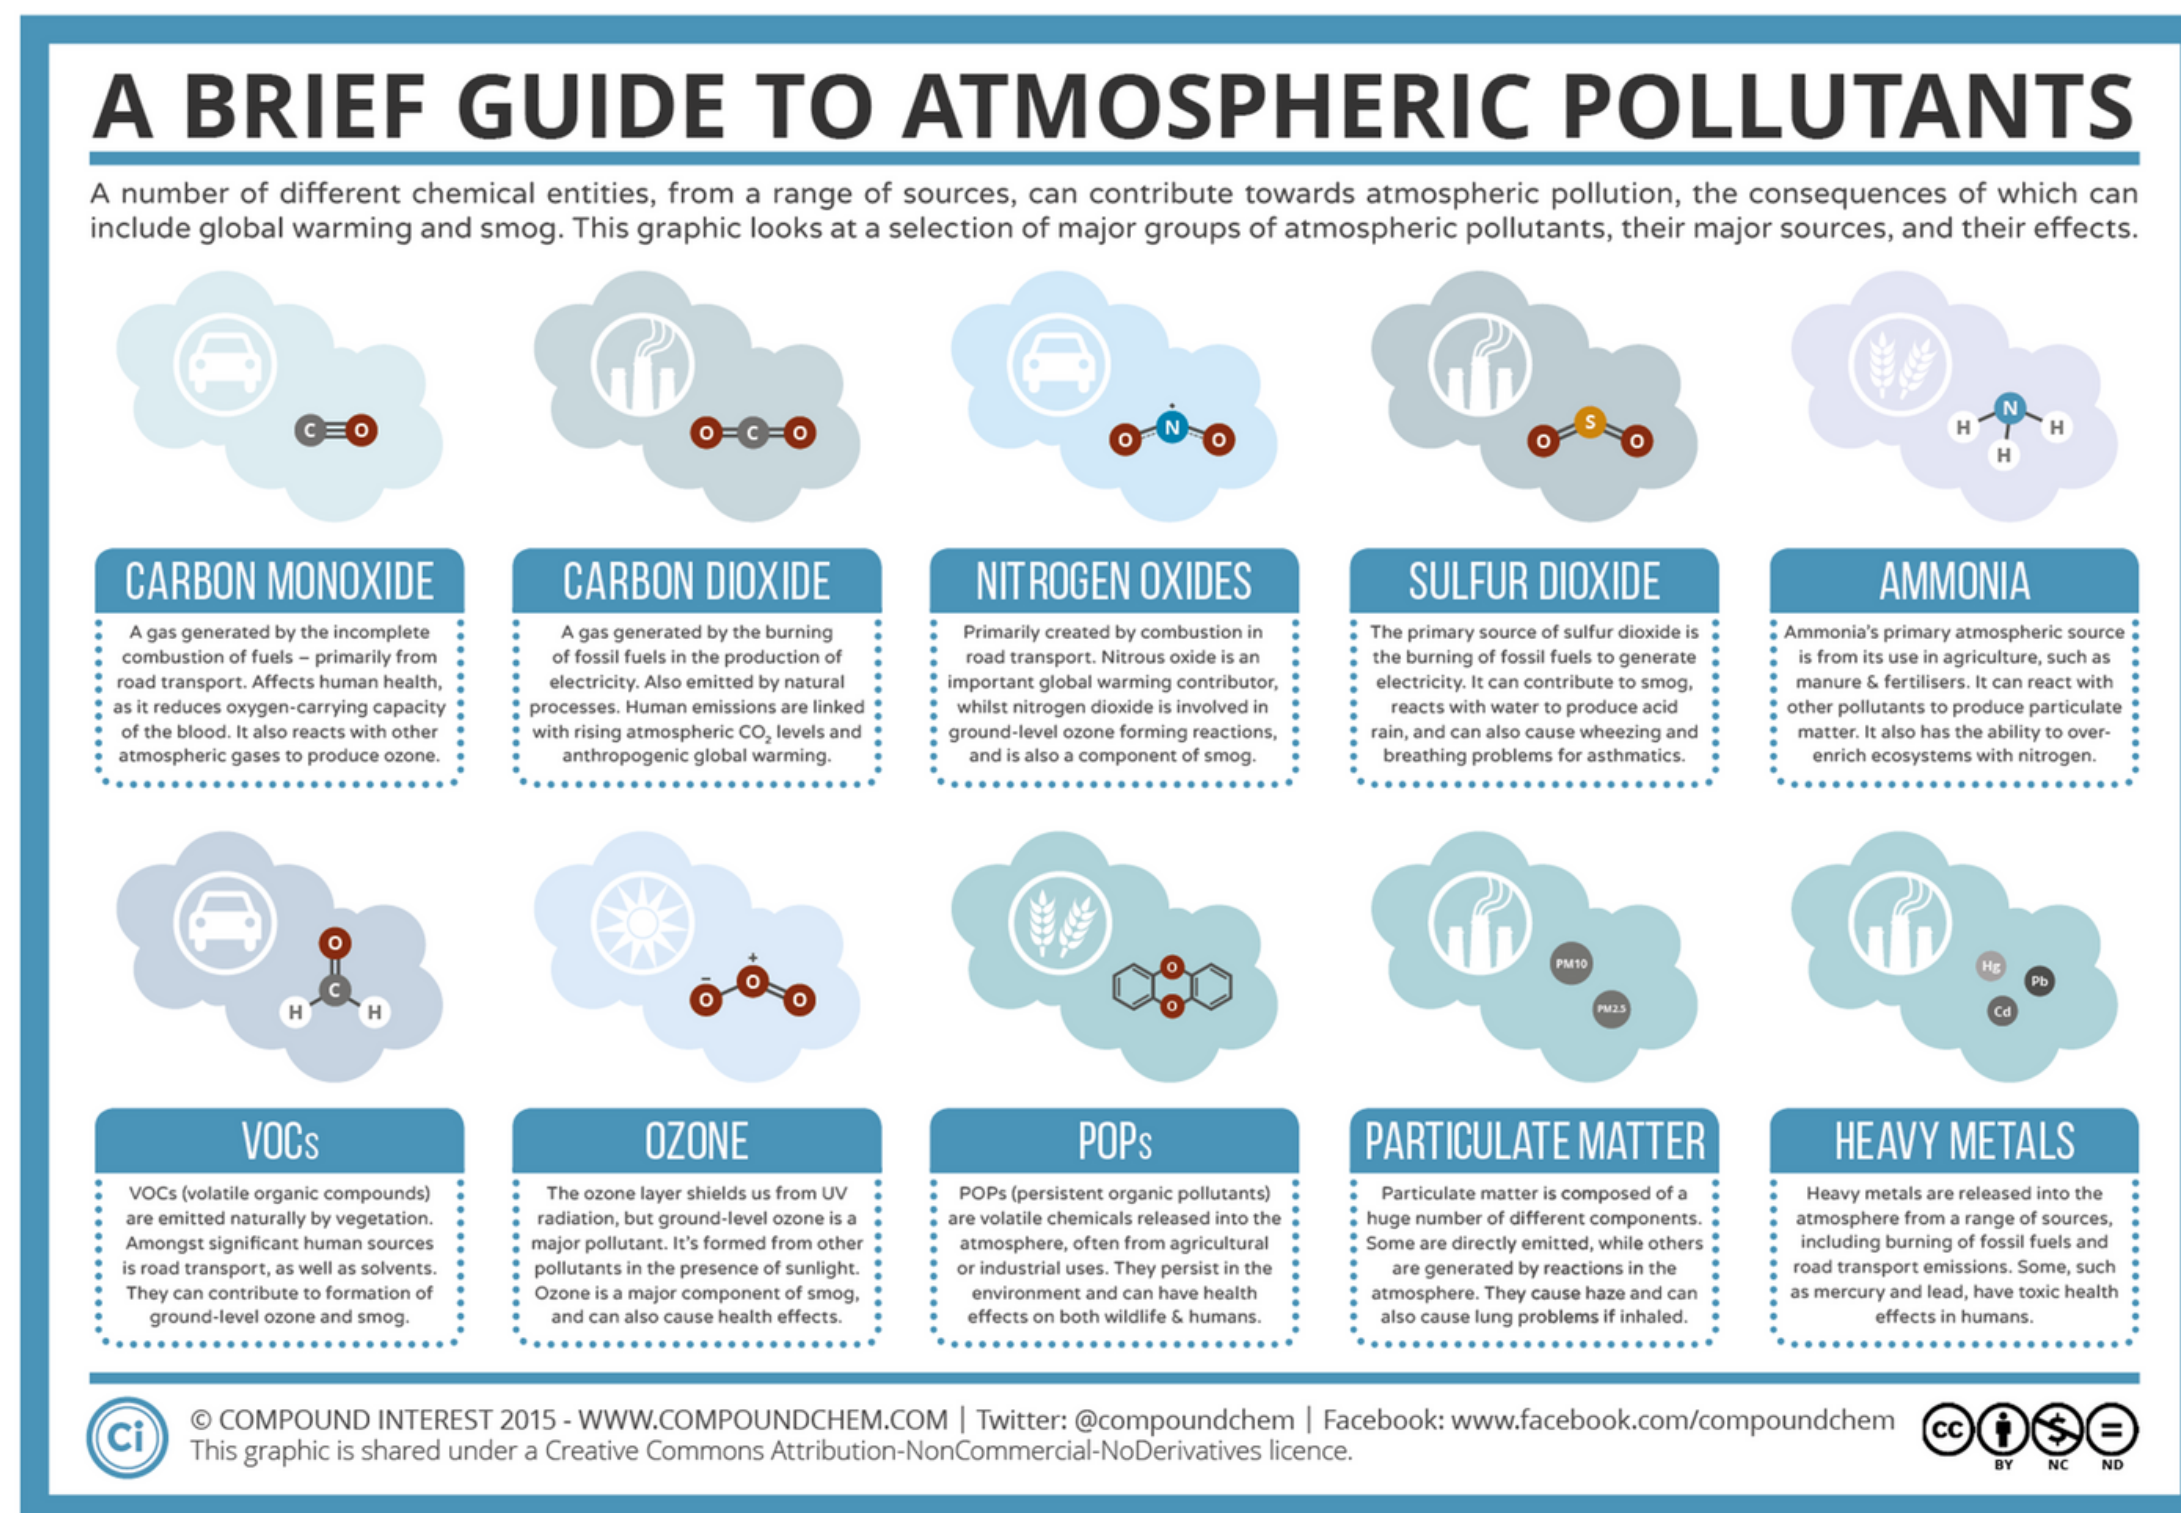 A BRIEF GUIDE TO ATMOSPHERIC POLLUTANTS
A number of different chemical entities, from a range of sources, can contribute towards atmospheric pollution, the consequences of which can
include global warming and smog. This graphic looks at a selection of major groups of atmospheric pollutants, their major sources, and their effects.
C O
CARBON MONOXIDE
A gas generated by the incomplete
combustion of fuels – primarily from
road transport. Affects human health,
as it reduces oxygen-carrying capacity
of the blood. It also reacts with other
atmospheric gases to produce ozone.
O C O
CARBON DIOXIDE
A gas generated by the burning
of fossil fuels in the production of
electricity. Also emitted by natural
processes. Human emissions are linked
with rising atmospheric CO₂ levels and
anthropogenic global warming.
O N O
NITROGEN OXIDES
Primarily created by combustion in
road transport. Nitrous oxide is an
important global warming contributor,
whilst nitrogen dioxide is involved in
ground-level ozone forming reactions,
and is also a component of smog.
O S O
SULFUR DIOXIDE
The primary source of sulfur dioxide is
the burning of fossil fuels to generate
electricity. It can contribute to smog,
reacts with water to produce acid
rain, and can also cause wheezing and
breathing problems for asthmatics.
N
H H
H
AMMONIA
Ammonia's primary atmospheric source
is from its use in agriculture, such as
manure & fertilisers. It can react with
other pollutants to produce particulate
matter. It also has the ability to over-
enrich ecosystems with nitrogen.
O
C
H H
VOCs
VOCs (volatile organic compounds)
are emitted naturally by vegetation.
Amongst significant human sources
is road transport, as well as solvents.
They can contribute to formation of
ground-level ozone and smog.
− +
O O O
OZONE
The ozone layer shields us from UV
radiation, but ground-level ozone is a
major pollutant. It's formed from other
pollutants in the presence of sunlight.
Ozone is a major component of smog,
and can also cause health effects.
O
O
POPs
POPs (persistent organic pollutants)
are volatile chemicals released into the
atmosphere, often from agricultural
or industrial uses. They persist in the
environment and can have health
effects on both wildlife & humans.
PM10
PM2.5
PARTICULATE MATTER
Particulate matter is composed of a
huge number of different components.
Some are directly emitted, while others
are generated by reactions in the
atmosphere. They cause haze and can
also cause lung problems if inhaled.
Hg
Pb
Cd
HEAVY METALS
Heavy metals are released into the
atmosphere from a range of sources,
including burning of fossil fuels and
road transport emissions. Some, such
as mercury and lead, have toxic health
effects in humans.
Ci
© COMPOUND INTEREST 2015 - WWW.COMPOUNDCHEM.COM | Twitter: @compoundchem | Facebook: www.facebook.com/compoundchem
This graphic is shared under a Creative Commons Attribution-NonCommercial-NoDerivatives licence.
cc $ =
BY NC ND